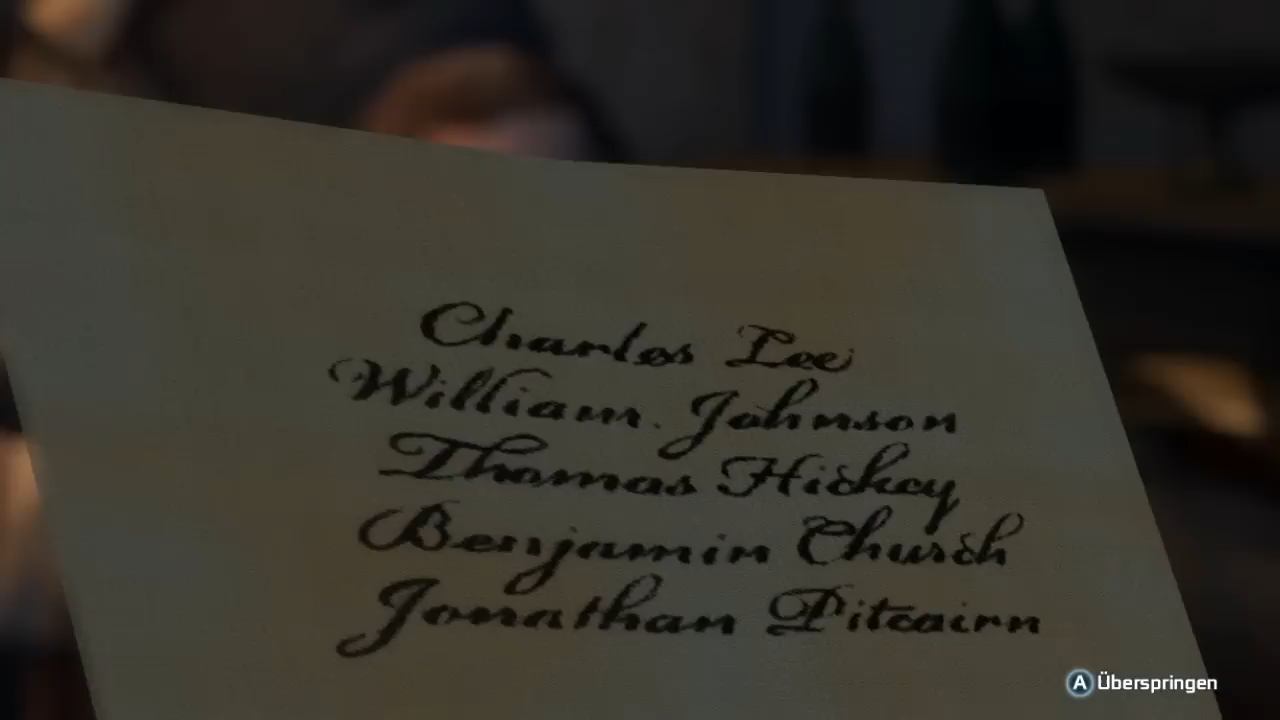 Charles Lee
William Johnson
Thomas Hickey
Benjamin Church
Jonathan Pitcairn
A Überspringen